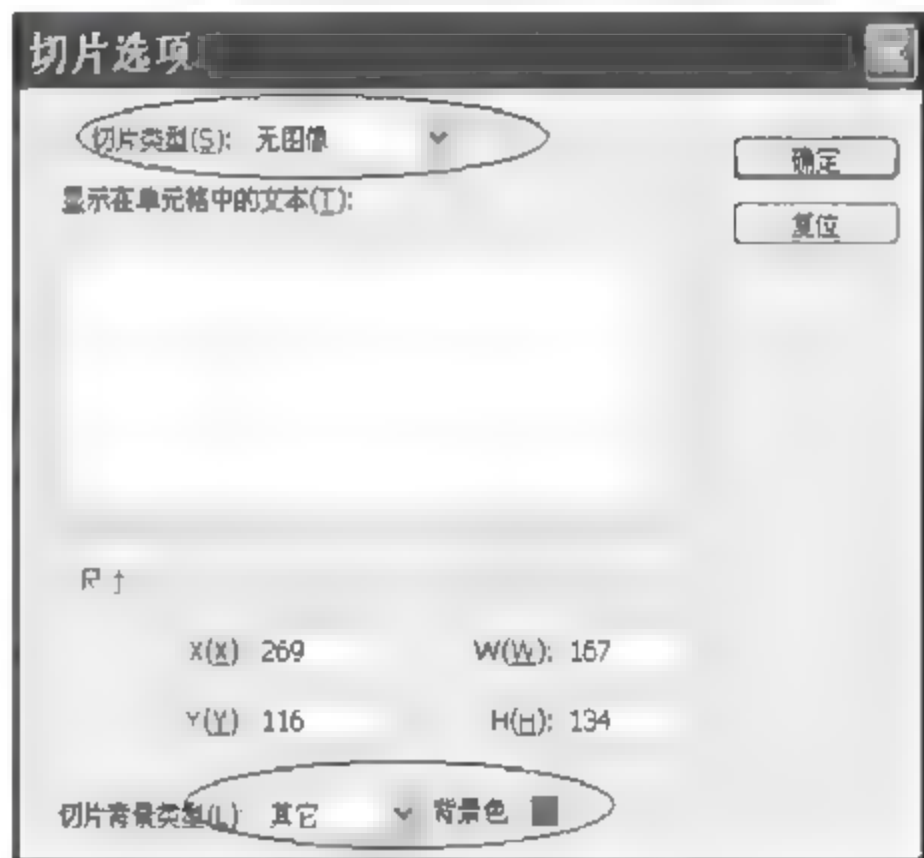 切片选项
切片类型(S): 无图像
确定
显示在单元格中的文本(T):
复位
尺寸
X(X) 269 W(W): 167
Y(Y) 116 H(H): 134
切片背景类型(L) 其它 背景色